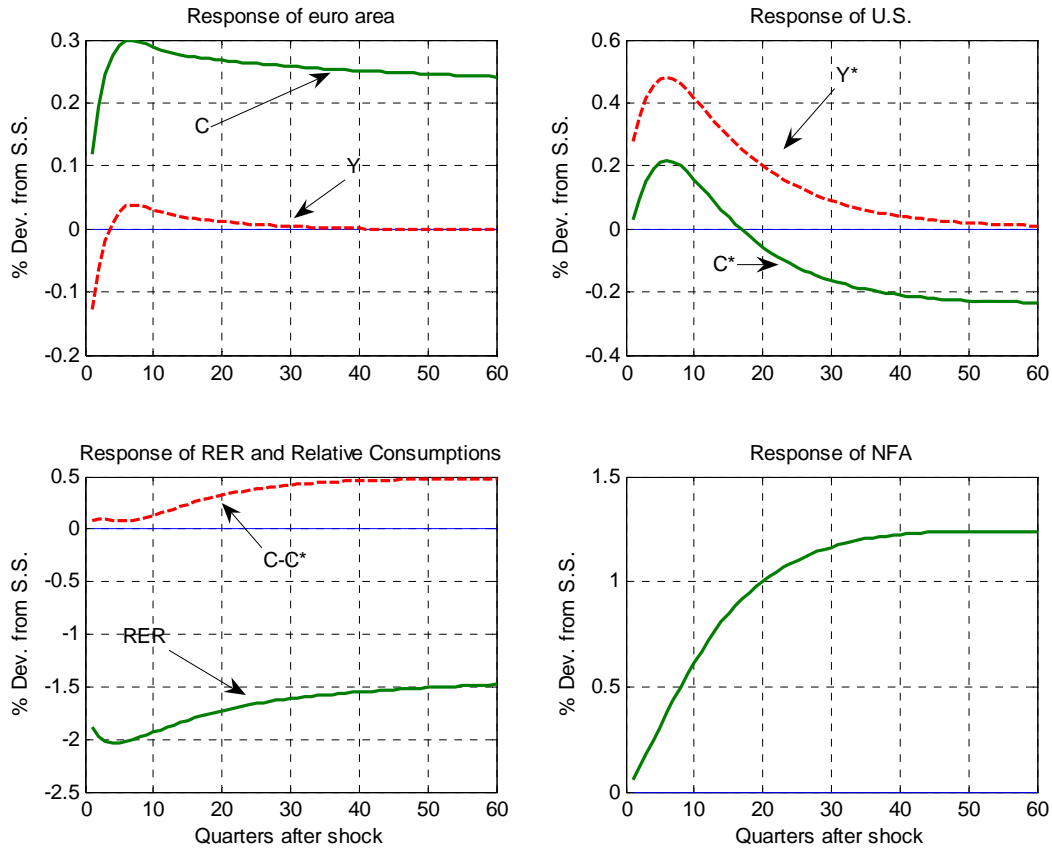 Response of euro area
% Dev. from S.S.
0.3
0.2
0.1
0
-0.1
-0.2
C
Y
0 10 20 30 40 50 60
Response of U.S.
% Dev. from S.S.
0.6
0.4
0.2
0
-0.2
-0.4
Y*
C*
0 10 20 30 40 50 60
Response of RER and Relative Consumptions
% Dev. from S.S.
0.5
0
-0.5
-1
-1.5
-2
-2.5
C-C*
RER
0 10 20 30 40 50 60
Quarters after shock
Response of NFA
% Dev. from S.S.
1.5
1
0.5
0
0 10 20 30 40 50 60
Quarters after shock